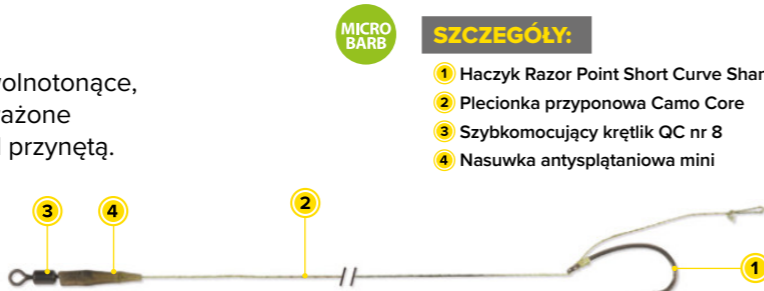 MICRO
BARB
SZCZEGÓŁY:
wolnotonące,
ażone
przynętą.
1 Haczyk Razor Point Short Curve
2 Plecionka przyponowa Camo Core
3 Szybkomocujący krętlik QC nr 8
4 Nasuwka antysplątaniowa mini
3
4
2
1